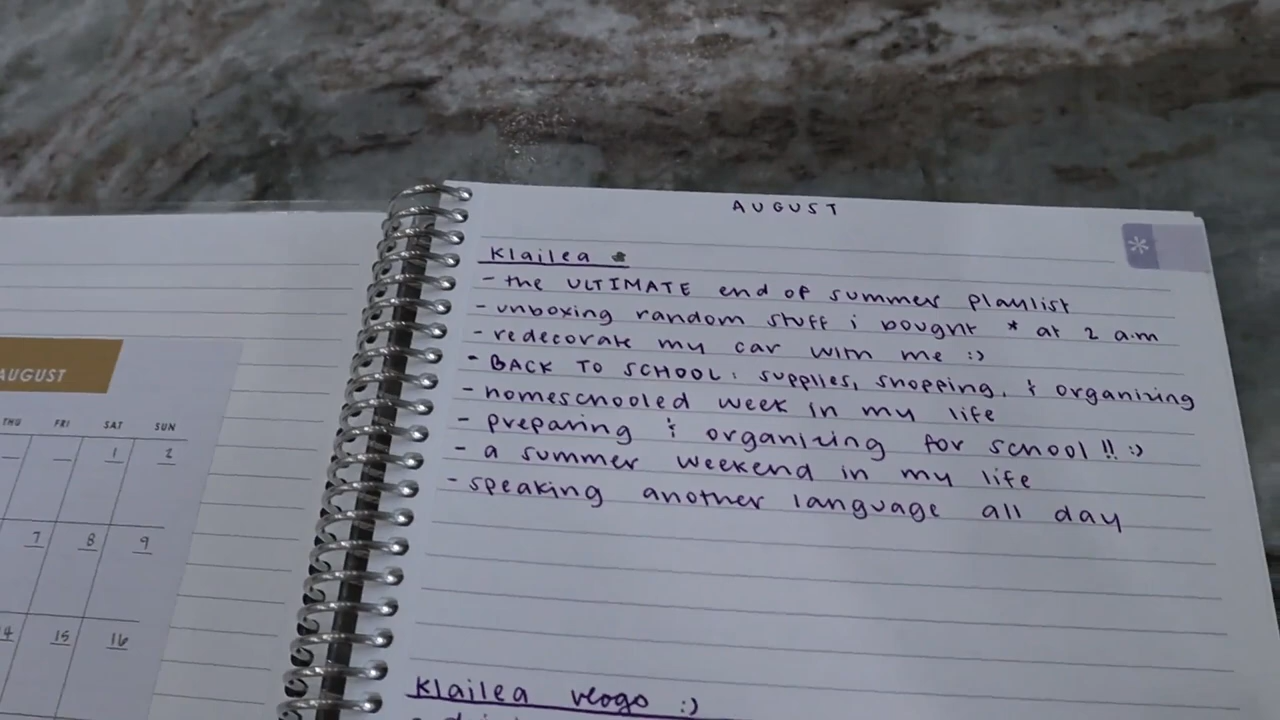 AUGUST
Klailea
- the ULTIMATE end of summer playlist
- unboxing random stuff i bought * at 2 a.m
- redecorate my car with me :)
- BACK TO SCHOOL: supplies, shopping, & organizing
- homeschooled week in my life
- preparing & organizing for school!! :)
- a summer weekend in my life
- speaking another language all day
Klailea vlogo :)
AUGUST
THU FRI SAT SUN
1 2
7 8 9
15 16